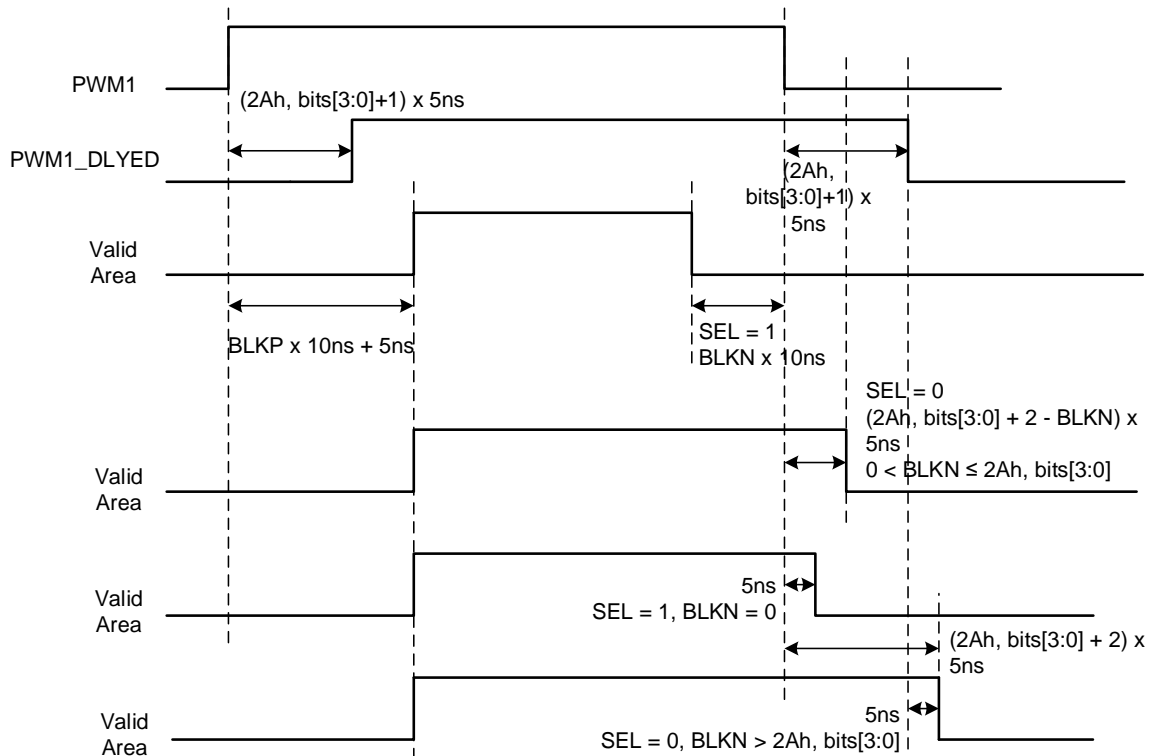 PWM1
(2Ah, bits[3:0]+1) x 5ns
PWM1_DLYED
(2Ah,
bits[3:0]+1) x
5ns
Valid
Area
BLKP x 10ns + 5ns
SEL = 1
BLKN x 10ns
SEL = 0
(2Ah, bits[3:0] + 2 - BLKN) x
5ns
0 < BLKN ≤ 2Ah, bits[3:0]
Valid
Area
Valid
Area
5ns
SEL = 1, BLKN = 0
(2Ah, bits[3:0] + 2) x
5ns
Valid
Area
5ns
SEL = 0, BLKN > 2Ah, bits[3:0]